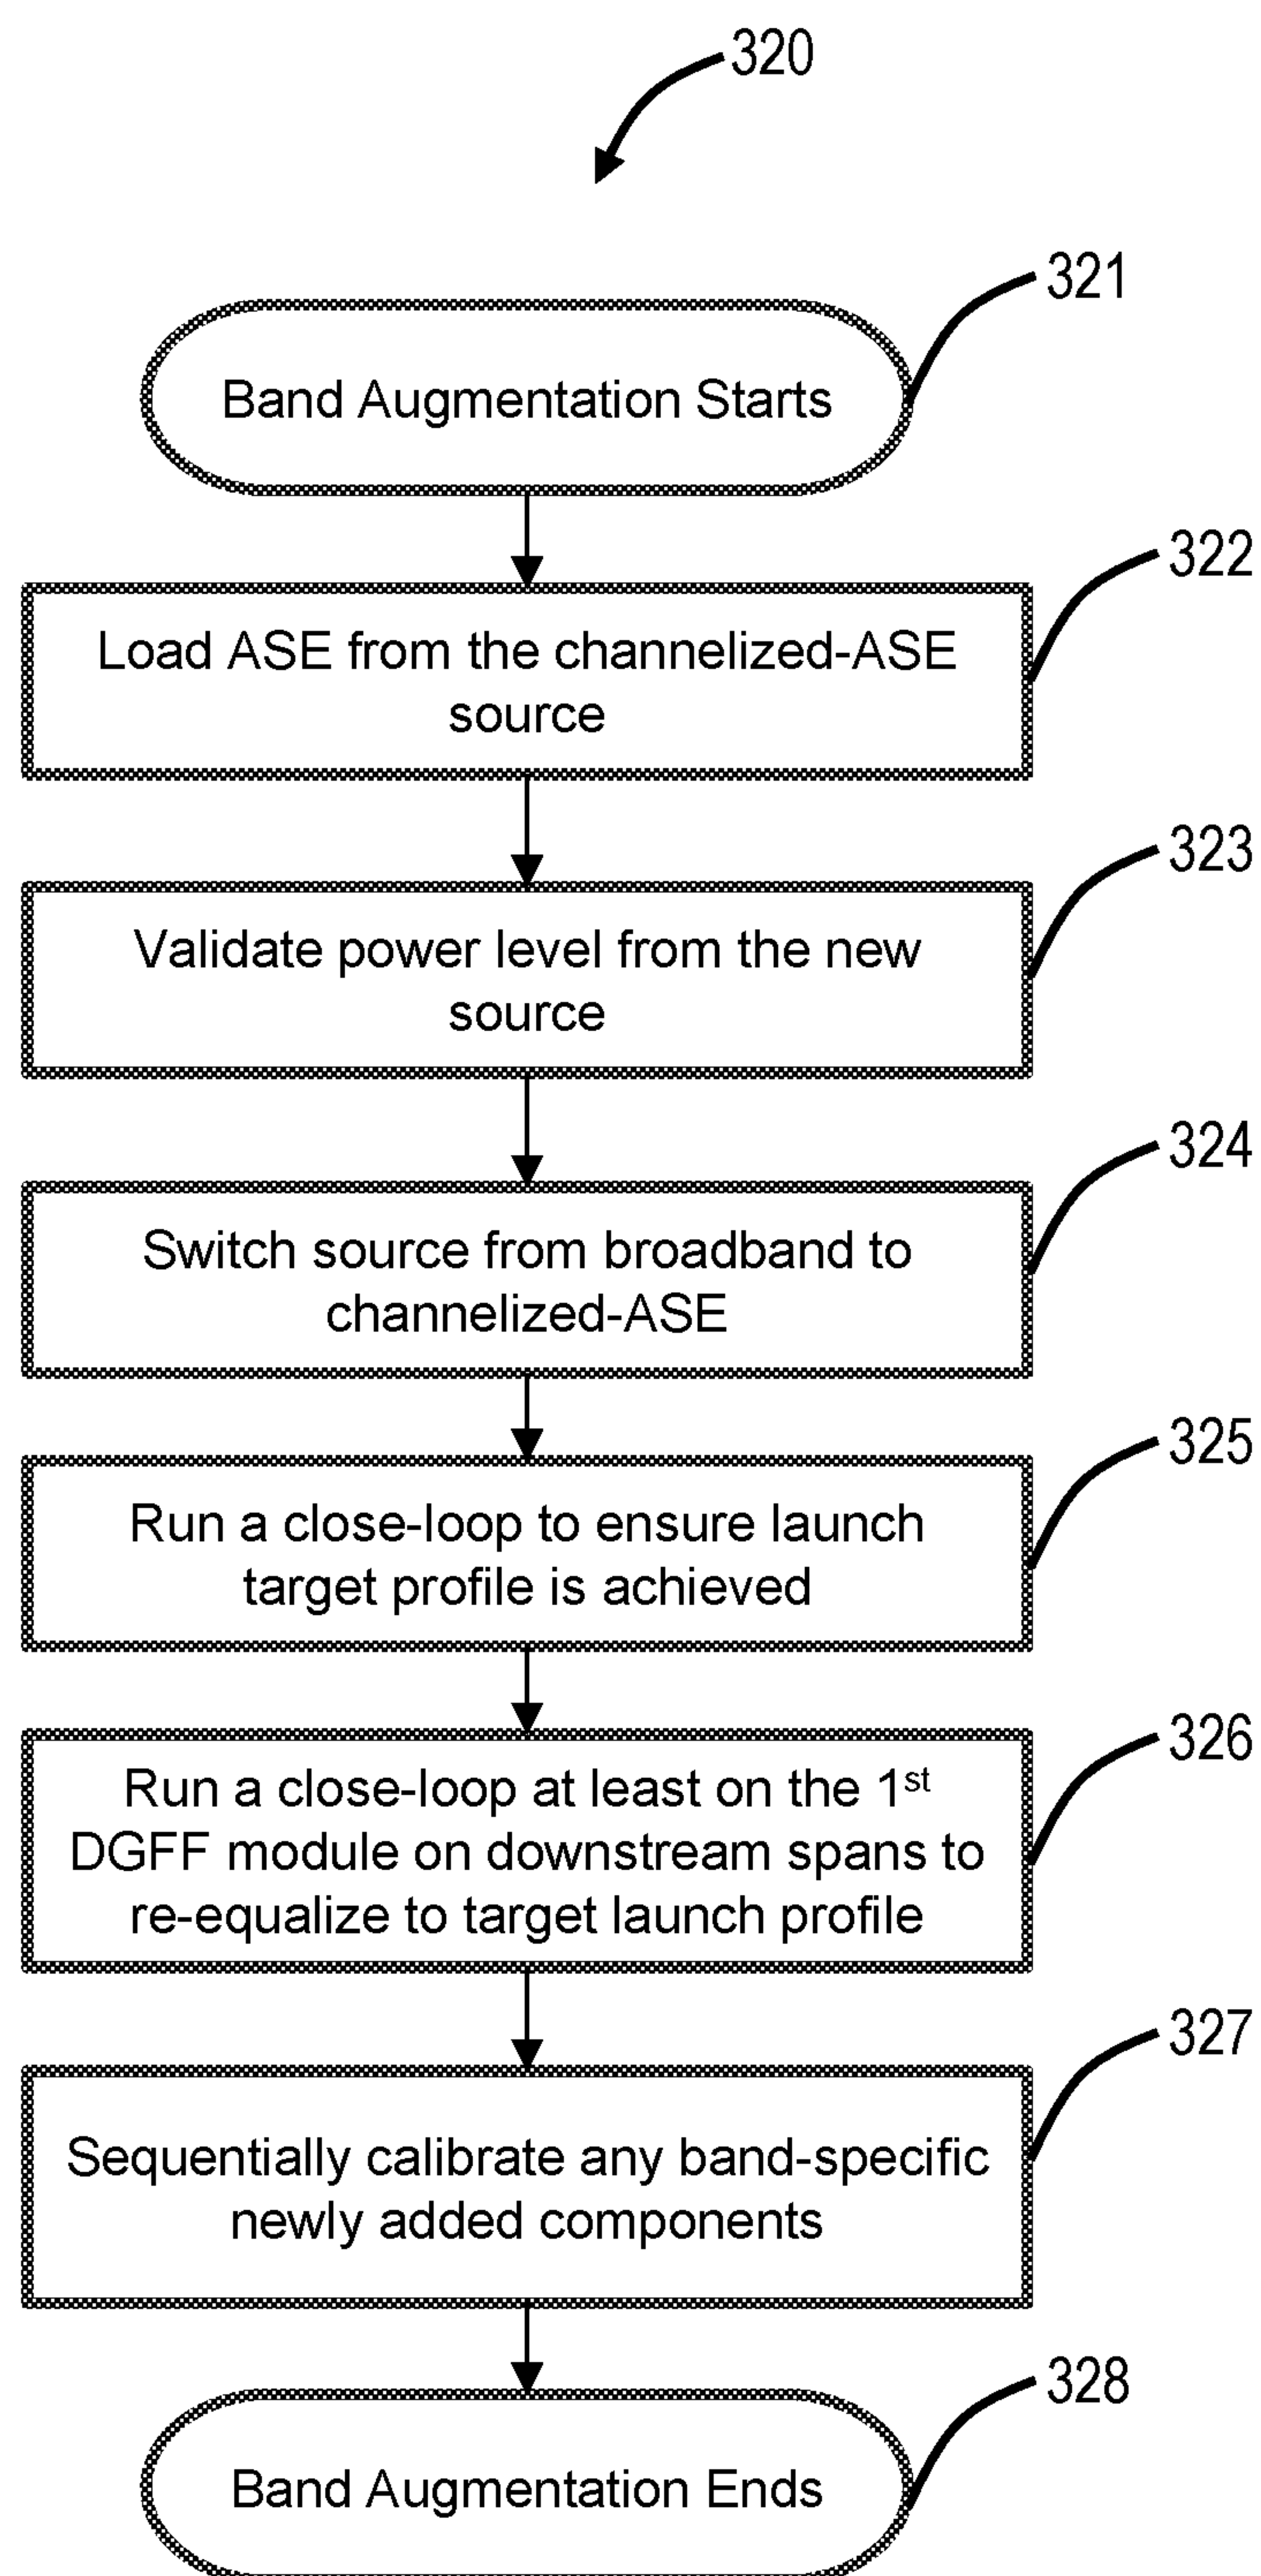 320
321
Band Augmentation Starts
322
Load ASE from the channelized-ASE
source
323
Validate power level from the new
source
324
Switch source from broadband to
channelized-ASE
325
Run a close-loop to ensure launch
target profile is achieved
326
Run a close-loop at least on the 1st
DGFF module on downstream spans to
re-equalize to target launch profile
327
Sequentially calibrate any band-specific
newly added components
328
Band Augmentation Ends